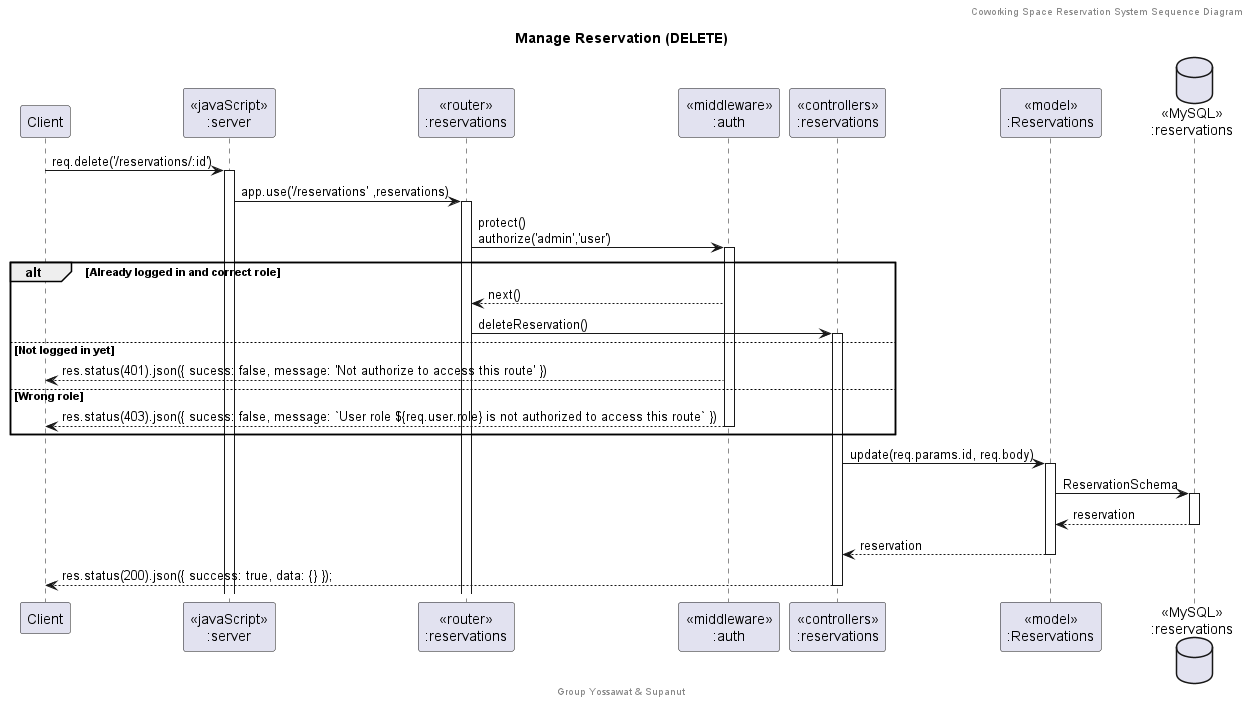 Coworking Space Reservation System Sequence Diagram
Manage Reservation (DELETE)
Client
«javaScript»
:server
«router»
:reservations
«middleware»
:auth
«controllers»
:reservations
«model»
:Reservations
«MySQL»
:reservations
req.delete('/reservations/:id')
app.use('/reservations' ,reservations)
protect()
authorize('admin','user')
alt [Already logged in and correct role]
next()
deleteReservation()
[Not logged in yet]
res.status(401).json({ sucess: false, message: 'Not authorize to access this route' })
[Wrong role]
res.status(403).json({ sucess: false, message: `User role ${req.user.role} is not authorized to access this route` })
update(req.params.id, req.body)
ReservationSchema
reservation
reservation
res.status(200).json({ success: true, data: {} });
Client
«javaScript»
:server
«router»
:reservations
«middleware»
:auth
«controllers»
:reservations
«model»
:Reservations
«MySQL»
:reservations
Group Yossawat & Supanut